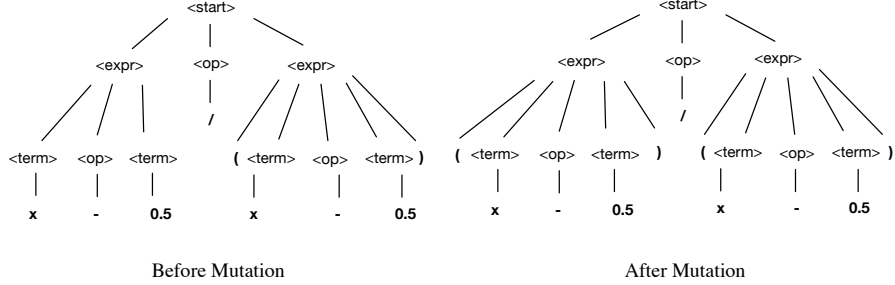 <start> <start>
<expr> <op> <expr> <expr> <op> <expr>
/ /
<term> <op> <term> ( <term> <op> <term> ) ( <term> <op> <term> ) ( <term> <op> <term> )
x - 0.5 x - 0.5 x - 0.5 x - 0.5
Before Mutation After Mutation